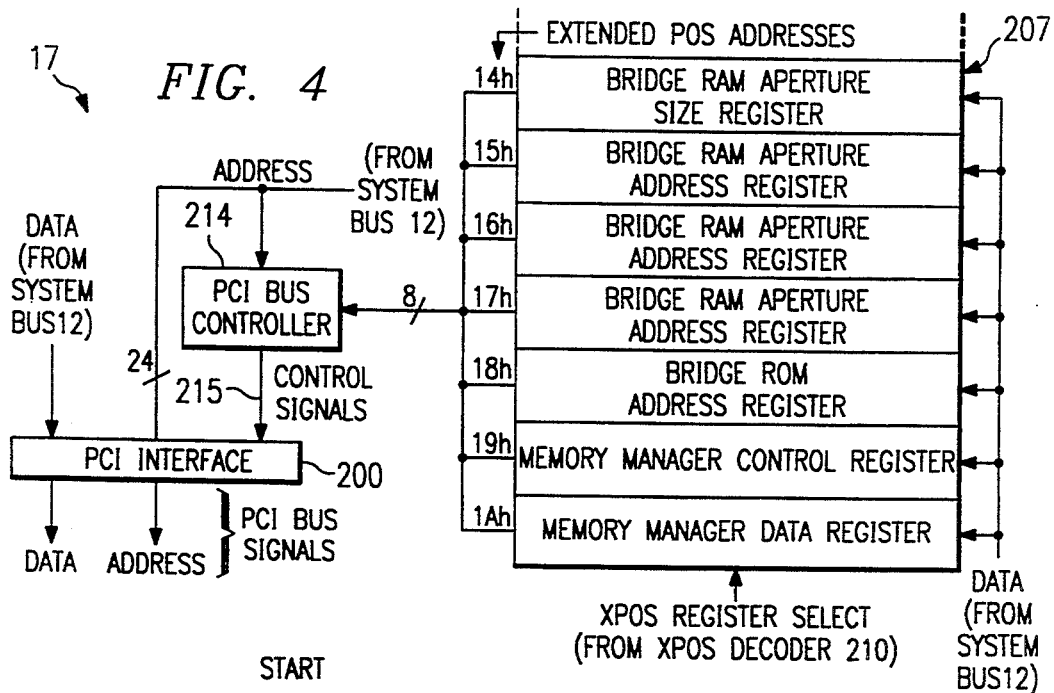 17
FIG. 4
EXTENDED POS ADDRESSES
207
14h
BRIDGE RAM APERTURE
SIZE REGISTER
15h
BRIDGE RAM APERTURE
ADDRESS REGISTER
16h
BRIDGE RAM APERTURE
ADDRESS REGISTER
17h
BRIDGE RAM APERTURE
ADDRESS REGISTER
18h
BRIDGE ROM
ADDRESS REGISTER
19h
MEMORY MANAGER CONTROL REGISTER
1Ah
MEMORY MANAGER DATA REGISTER
ADDRESS
(FROM
SYSTEM
BUS 12)
214
DATA
(FROM
SYSTEM
BUS12)
PCI BUS
CONTROLLER
8
24
215
CONTROL
SIGNALS
PCI INTERFACE
200
PCI BUS
SIGNALS
DATA
ADDRESS
XPOS REGISTER SELECT
(FROM XPOS DECODER 210)
DATA
(FROM
SYSTEM
BUS12)
START